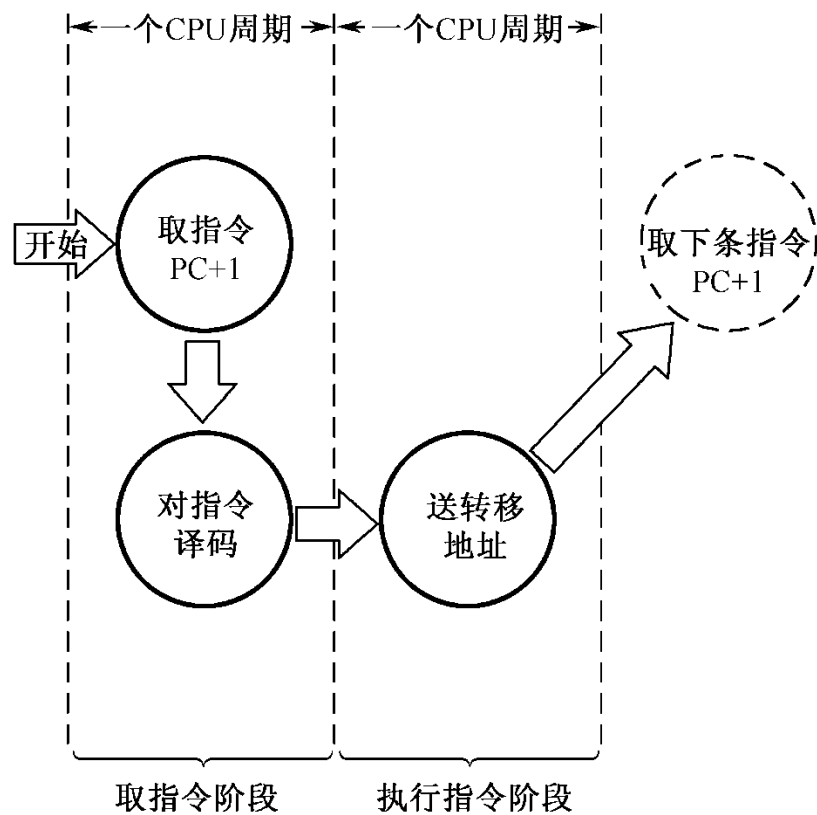 一个CPU周期
一个CPU周期
开始
取指令
PC+1
取下条指令
PC+1
对指令
译码
送转移
地址
取指令阶段
执行指令阶段